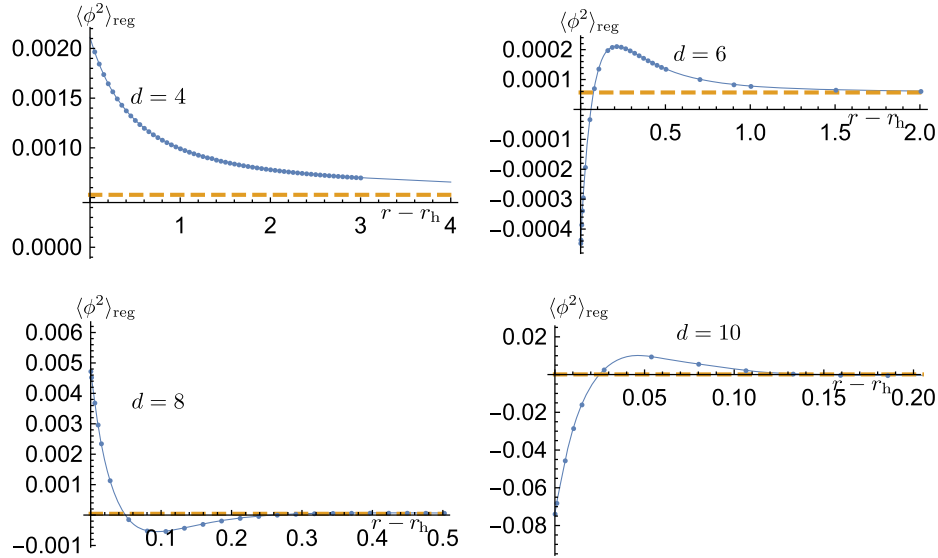 ⟨ϕ²⟩reg
0.0020
0.0015
0.0010
0.0000
d = 4
1 2 3 4
r − rh
⟨ϕ²⟩reg
0.0002
0.0001
−0.0001
−0.0002
−0.0003
−0.0004
d = 6
0.5 1.0 1.5 2.0
r − rh
⟨ϕ²⟩reg
0.006
0.005
0.004
0.003
0.002
0.001
−0.001
d = 8
0.1 0.2 0.3 0.4 0.5
r − rh
⟨ϕ²⟩reg
0.02
−0.02
−0.04
−0.06
−0.08
d = 10
0.05 0.10 0.15 0.20
r − rh